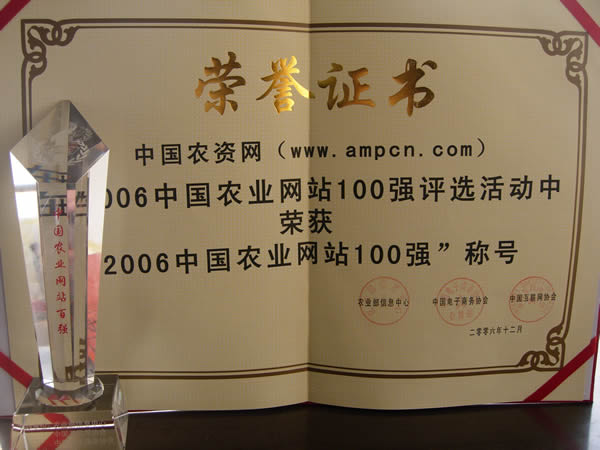 荣誉证书
中国农资网（www.ampcn.com）
006中国农业网站100强评选活动中
荣获
2006中国农业网站100强”称号
农业部信息中心 中国电子商务协会 中国互联网协会
二零零六年十二月
中国农业网站百强